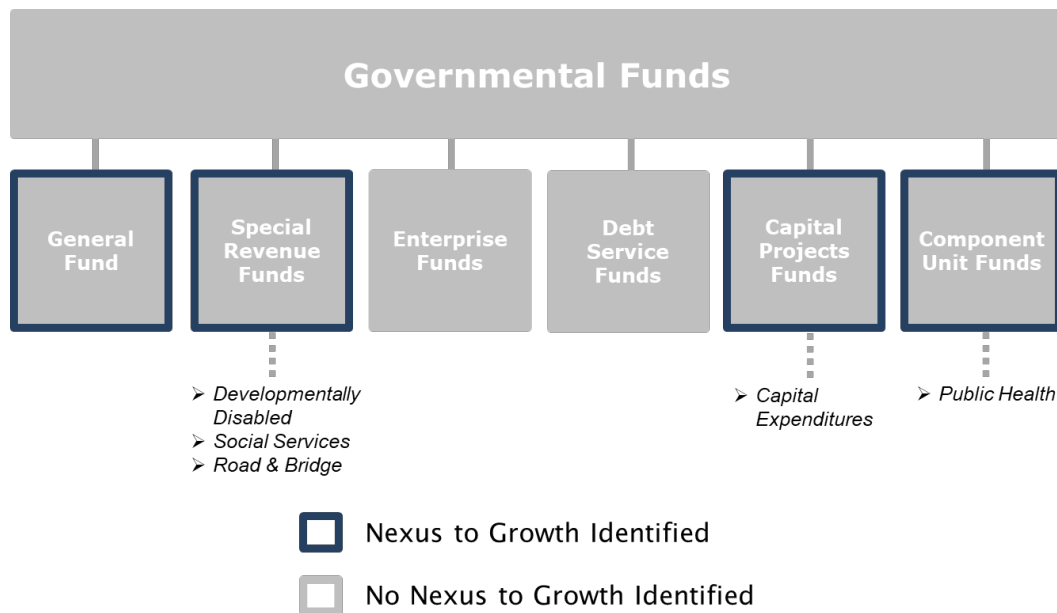 Governmental Funds
General
Fund
Special
Revenue
Funds
Enterprise
Funds
Debt
Service
Funds
Capital
Projects
Funds
Component
Unit Funds
➢ Developmentally
Disabled
➢ Social Services
➢ Road & Bridge
➢ Capital
Expenditures
➢ Public Health
Nexus to Growth Identified
No Nexus to Growth Identified